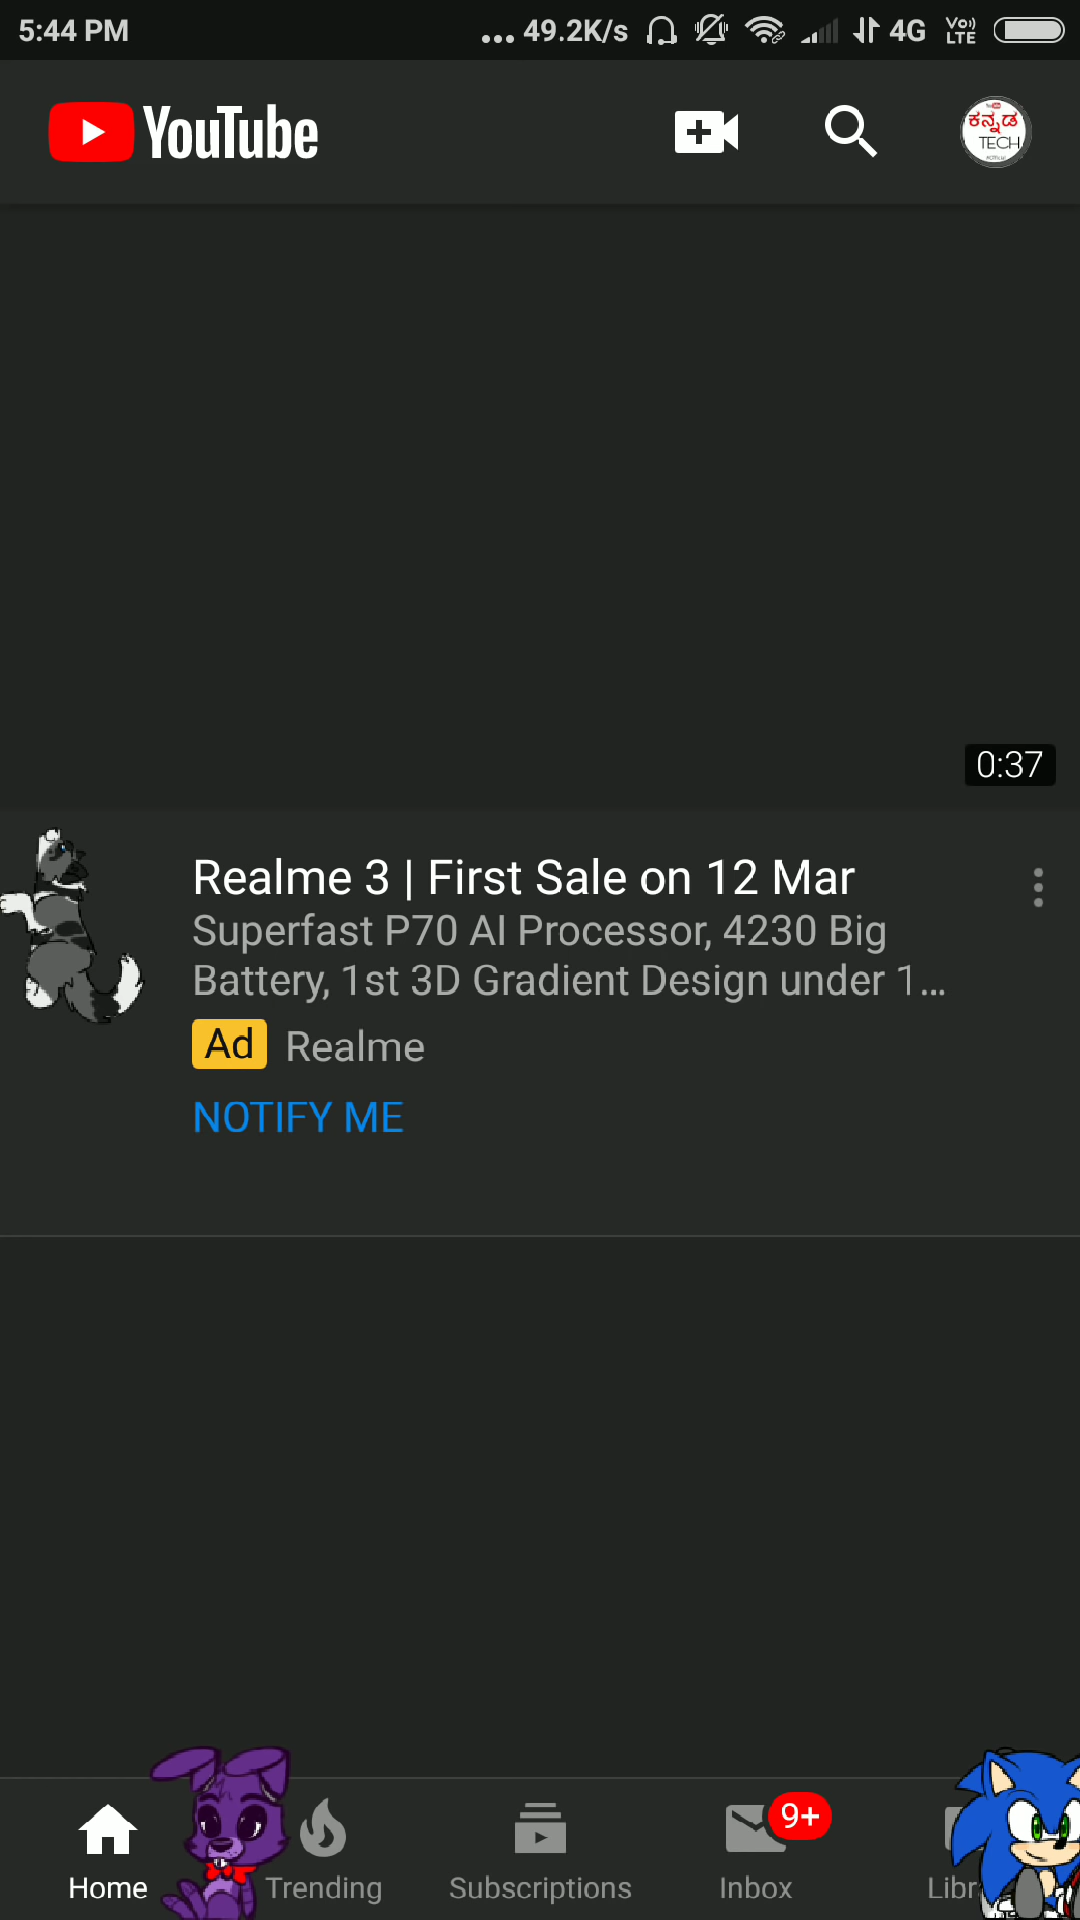 5:44 PM
... 49.2K/s 4G VoLTE
YouTube
ಕನ್ನಡ
TECH
0:37
Realme 3 | First Sale on 12 Mar
Superfast P70 AI Processor, 4230 Big
Battery, 1st 3D Gradient Design under 1...
Ad Realme
NOTIFY ME
9+
Home Trending Subscriptions Inbox Libr